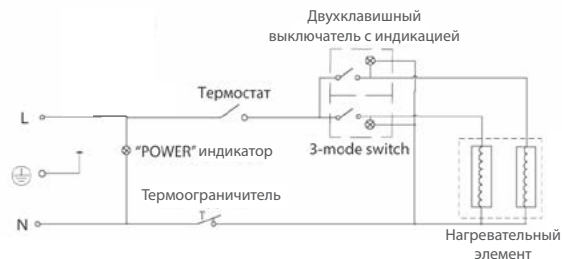 Двухклавишный
выключатель с индикацией
Термостат
L
"POWER" индикатор
3-mode switch
Термоограничитель
T
N
Нагревательный
элемент